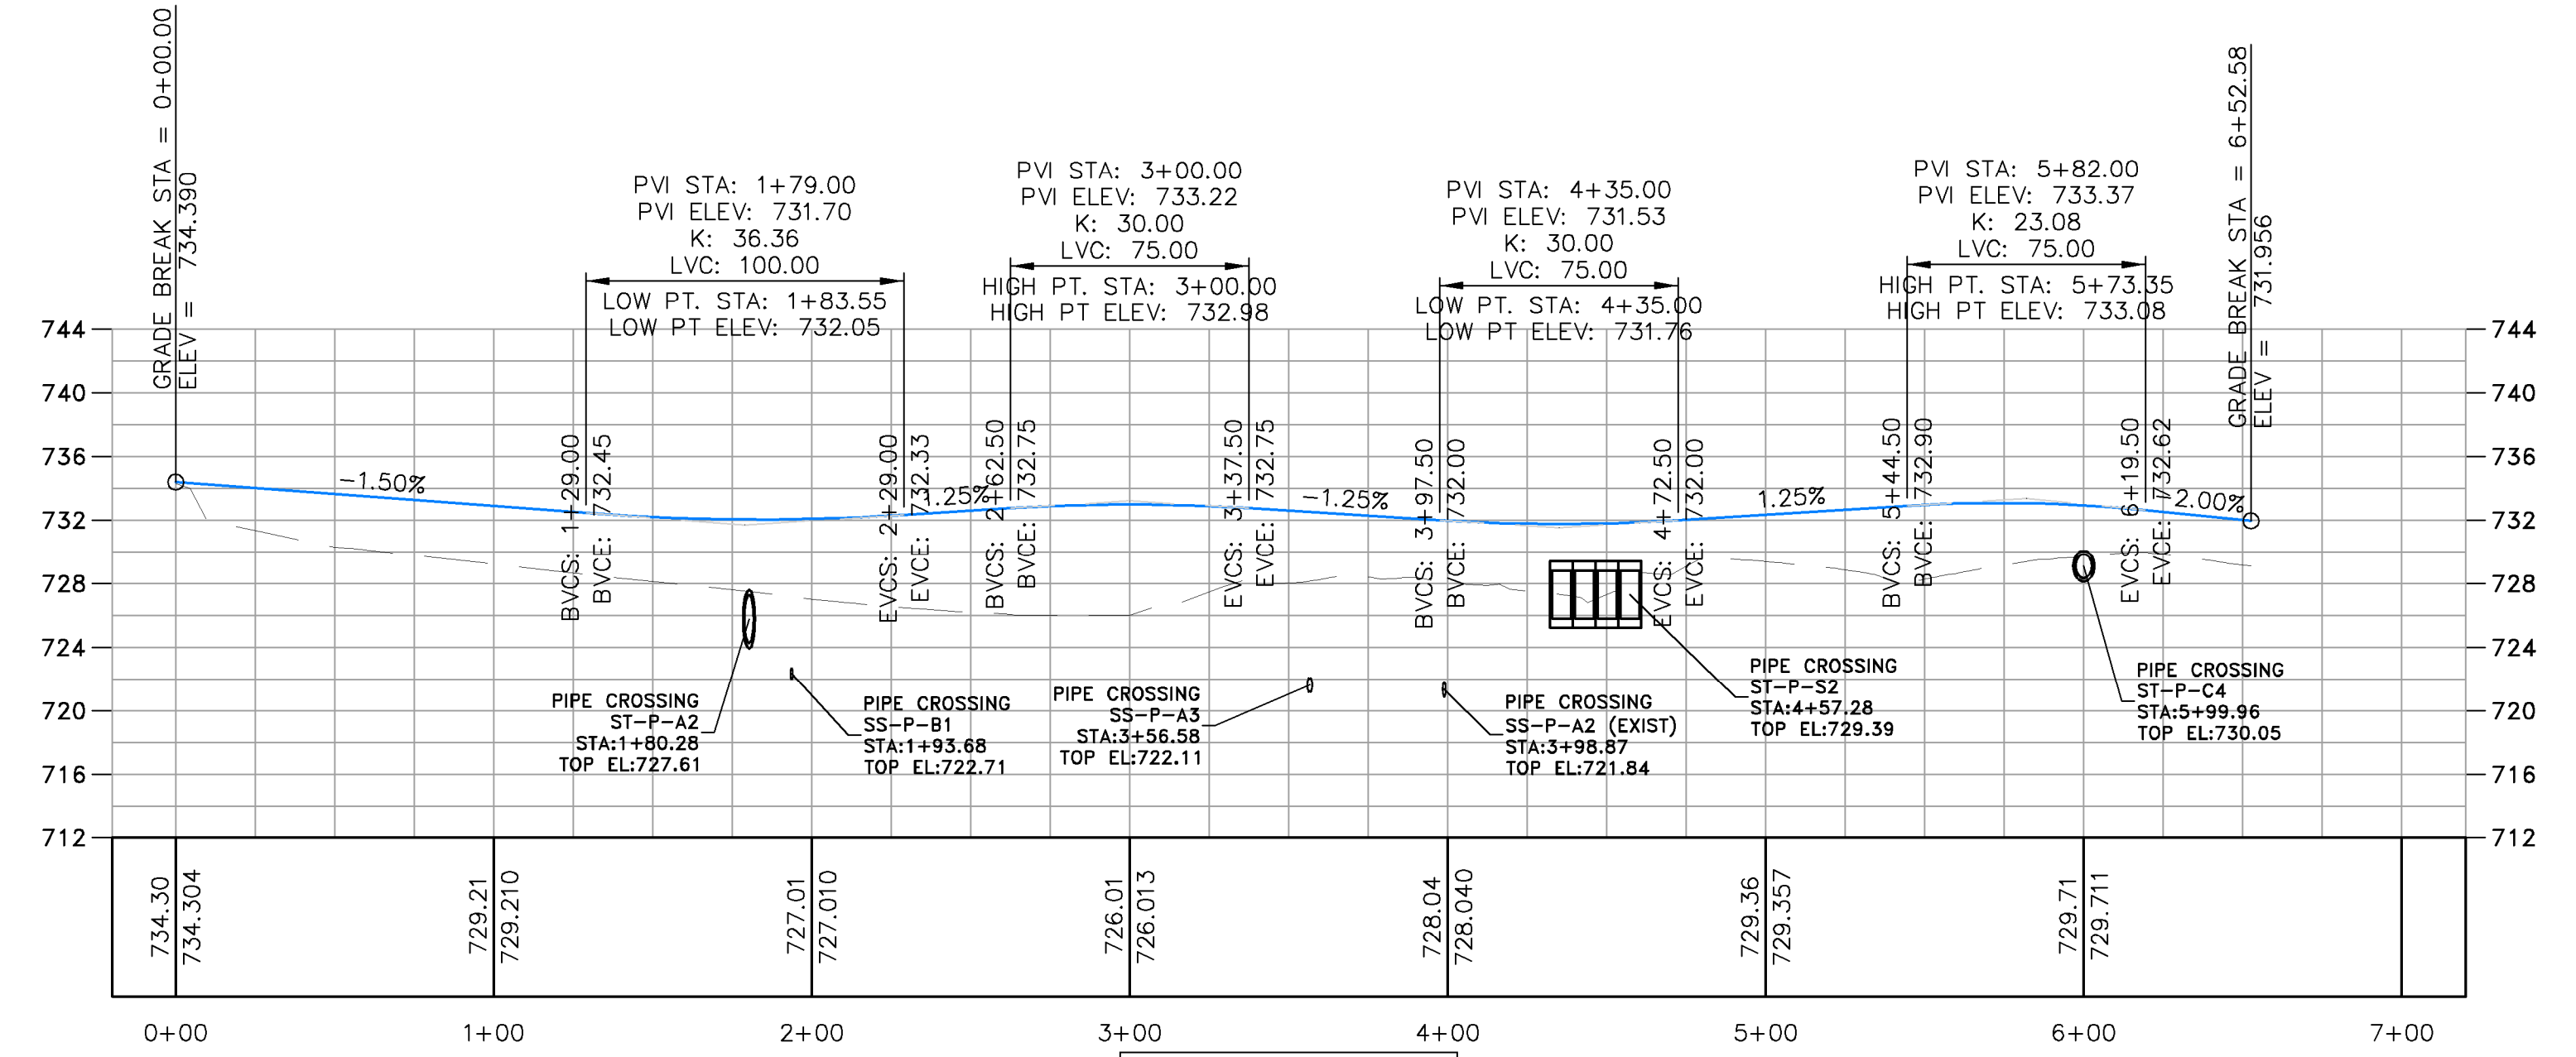 GRADE BREAK STA = 0+00.00
ELEV = 734.390
PVI STA: 1+79.00
PVI ELEV: 731.70
K: 36.36
LVC: 100.00
LOW PT. STA: 1+83.55
LOW PT ELEV: 732.05
PVI STA: 3+00.00
PVI ELEV: 733.22
K: 30.00
LVC: 75.00
HIGH PT. STA: 3+00.00
HIGH PT ELEV: 732.98
PVI STA: 4+35.00
PVI ELEV: 731.53
K: 30.00
LVC: 75.00
LOW PT. STA: 4+35.00
LOW PT ELEV: 731.76
PVI STA: 5+82.00
PVI ELEV: 733.37
K: 23.08
LVC: 75.00
HIGH PT. STA: 5+73.35
HIGH PT ELEV: 733.08
GRADE BREAK STA = 6+52.58
ELEV = 731.956
744
740
736
732
728
724
720
716
712
744
740
736
732
728
724
720
716
712
-1.50%
BVCS: 1+29.00
BVCE: 732.45
EVCS: 2+29.00
EVCE: 732.33
1.25%
BVCS: 2+62.50
BVCE: 732.75
EVCS: 3+37.50
EVCE: 732.75
-1.25%
BVCS: 3+97.50
BVCE: 732.00
EVCS: 4+72.50
EVCE: 732.00
1.25%
BVCS: 5+44.50
BVCE: 732.90
EVCS: 6+19.50
EVCE: 732.62
-2.00%
PIPE CROSSING
ST-P-A2
STA:1+80.28
TOP EL:727.61
PIPE CROSSING
SS-P-B1
STA:1+93.68
TOP EL:722.71
PIPE CROSSING
SS-P-A3
STA:3+56.58
TOP EL:722.11
PIPE CROSSING
SS-P-A2 (EXIST)
STA:3+98.87
TOP EL:721.84
PIPE CROSSING
ST-P-S2
STA:4+57.28
TOP EL:729.39
PIPE CROSSING
ST-P-C4
STA:5+99.96
TOP EL:730.05
734.30
734.304
729.21
729.210
727.01
727.010
726.01
726.013
728.04
728.040
729.36
729.357
729.71
729.711
0+00
1+00
2+00
3+00
4+00
5+00
6+00
7+00